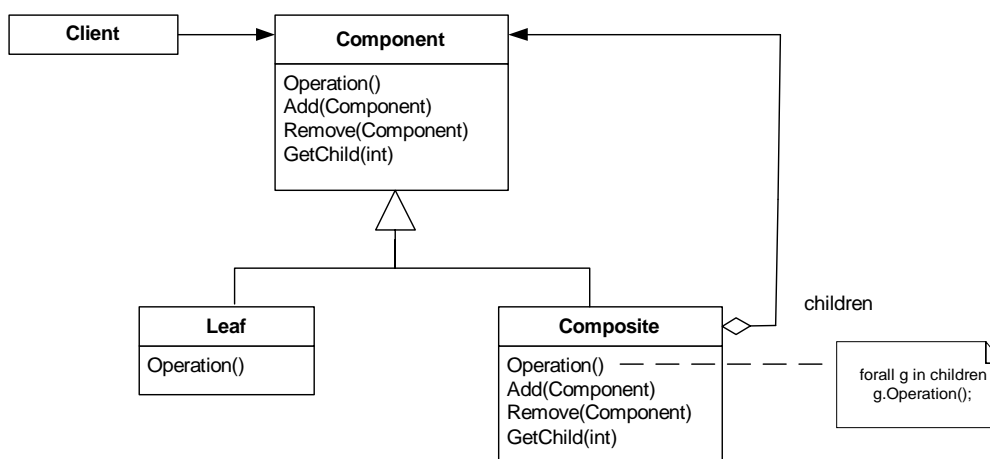 Client
Component
Operation()
Add(Component)
Remove(Component)
GetChild(int)
children
Leaf
Operation()
Composite
Operation()
Add(Component)
Remove(Component)
GetChild(int)
forall g in children
g.Operation();